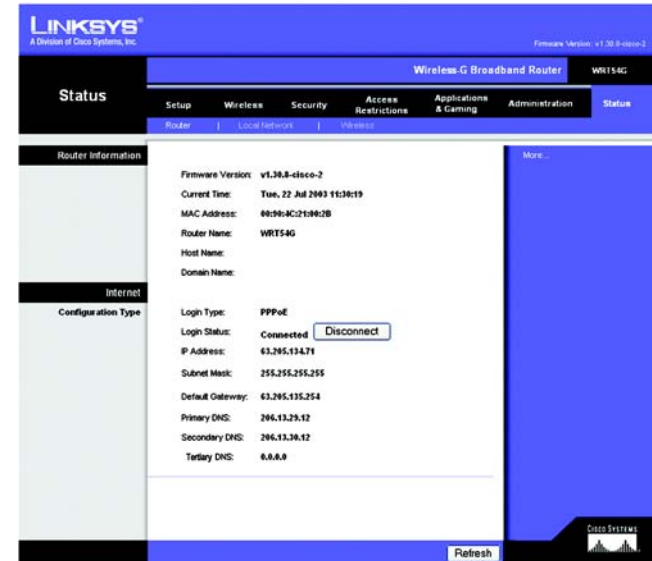 LINKSYS®
A Division of Cisco Systems, Inc.
Firmware Version: v1.30.8-cisco-2
Wireless-G Broadband Router WRT54G
Status
Setup Wireless Security Access Restrictions Applications & Gaming Administration Status
Router | Local Network | Wireless
Router Information
More...
Firmware Version: v1.30.8-cisco-2
Current Time: Tue, 22 Jul 2003 11:30:19
MAC Address: 00:90:4C:21:00:2B
Router Name: WRT54G
Host Name:
Domain Name:
Internet
Configuration Type
Login Type: PPPoE
Login Status: Connected Disconnect
IP Address: 63.205.134.71
Subnet Mask: 255.255.255.255
Default Gateway: 63.205.135.254
Primary DNS: 206.13.29.12
Secondary DNS: 206.13.30.12
Tertiary DNS: 0.0.0.0
Refresh
CISCO SYSTEMS